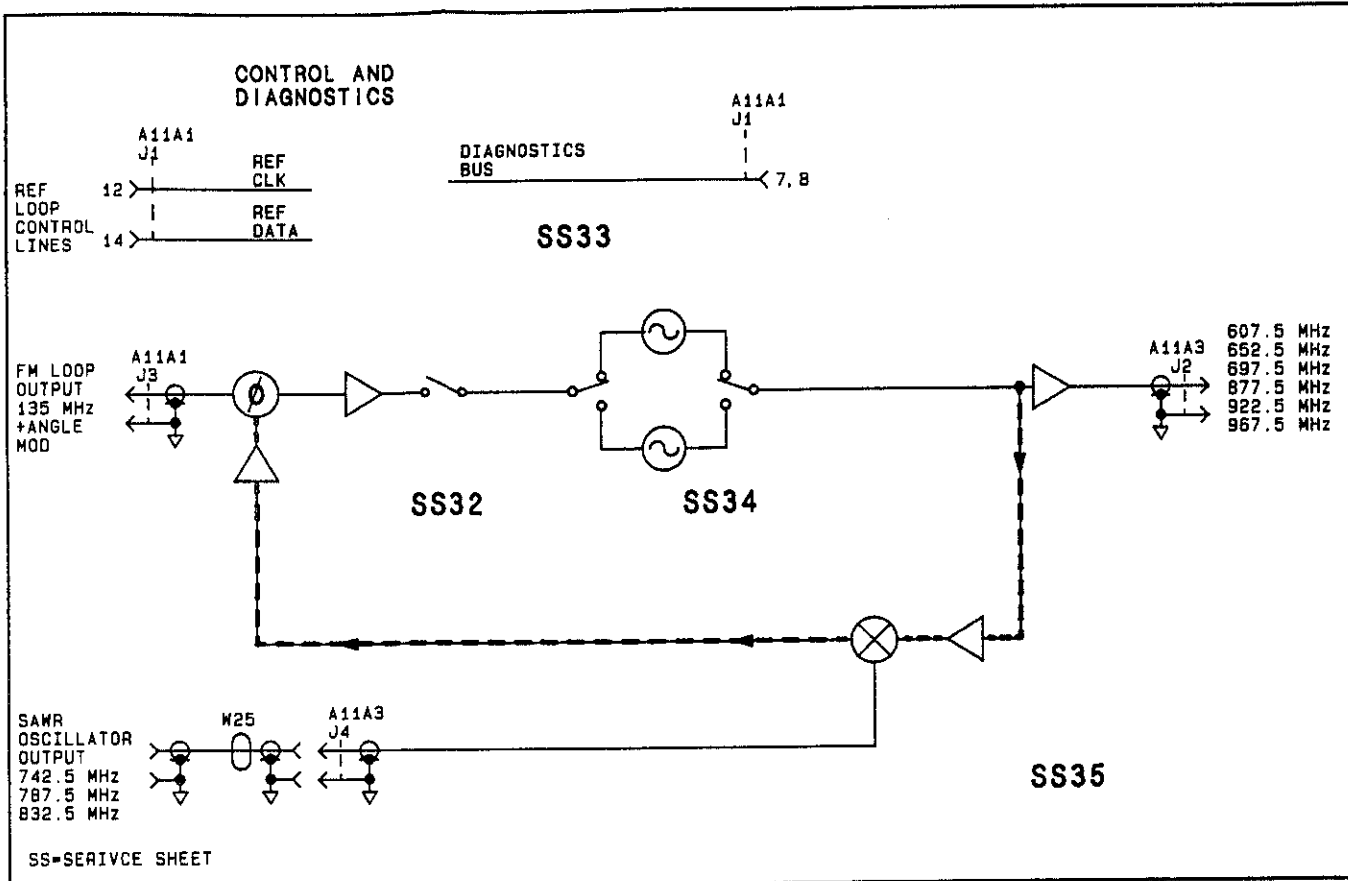 CONTROL AND
DIAGNOSTICS
A11A1
J1
REF
CLK
REF
DATA
REF
LOOP
CONTROL
LINES
12
14
DIAGNOSTICS
BUS
A11A1
J1
7,8
SS33
FM LOOP
OUTPUT
135 MHz
+ANGLE
MOD
A11A1
J3
SS32
SS34
A11A3
J2
607.5 MHz
652.5 MHz
697.5 MHz
877.5 MHz
922.5 MHz
967.5 MHz
SAWR
OSCILLATOR
OUTPUT
742.5 MHz
787.5 MHz
832.5 MHz
W25
A11A3
J4
SS35
SS=SERIVCE SHEET